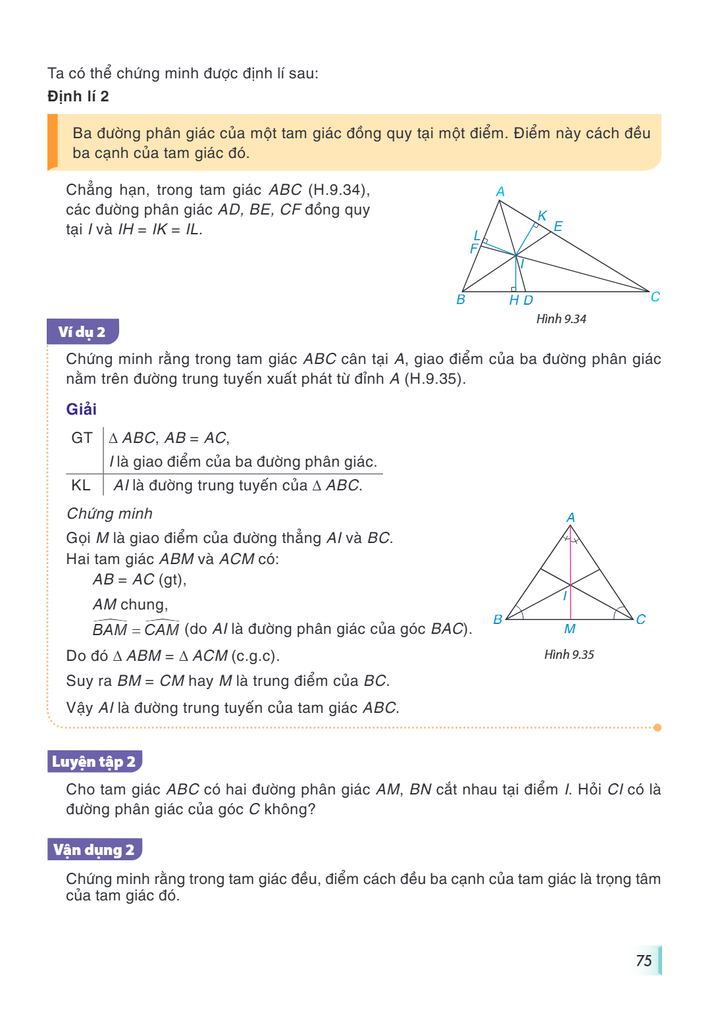 Ta có thể chứng minh được định lí sau:
Định lí 2
Ba đường phân giác của một tam giác đồng quy tại một điểm. Điểm này cách đều
ba cạnh của tam giác đó.
Chẳng hạn, trong tam giác ABC (H.9.34),
các đường phân giác AD, BE, CF đồng quy
tại I và IH = IK = IL.
A
K
E
L
F
I
B
H D
C
Hình 9.34
Ví dụ 2
Chứng minh rằng trong tam giác ABC cân tại A, giao điểm của ba đường phân giác
nằm trên đường trung tuyến xuất phát từ đỉnh A (H.9.35).
Giải
GT ∆ ABC, AB = AC,
I là giao điểm của ba đường phân giác.
KL AI là đường trung tuyến của ∆ ABC.
Chứng minh
Gọi M là giao điểm của đường thẳng AI và BC.
Hai tam giác ABM và ACM có:
AB = AC (gt),
AM chung,
$\widehat{BAM} = \widehat{CAM}$ (do AI là đường phân giác của góc BAC).
Do đó ∆ ABM = ∆ ACM (c.g.c).
Suy ra BM = CM hay M là trung điểm của BC.
Vậy AI là đường trung tuyến của tam giác ABC.
A
I
B
C
M
Hình 9.35
Luyện tập 2
Cho tam giác ABC có hai đường phân giác AM, BN cắt nhau tại điểm I. Hỏi CI có là
đường phân giác của góc C không?
Vận dụng 2
Chứng minh rằng trong tam giác đều, điểm cách đều ba cạnh của tam giác là trọng tâm
của tam giác đó.
75